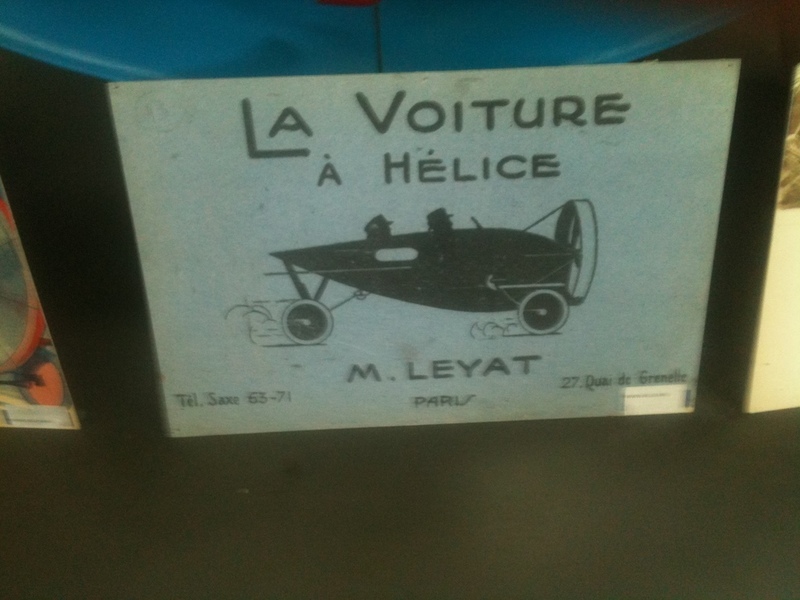 LA VOITURE
À HÉLICE
M. LEYAT
Tél. Saxe 63-71
PARIS
27. Quai de Grenelle